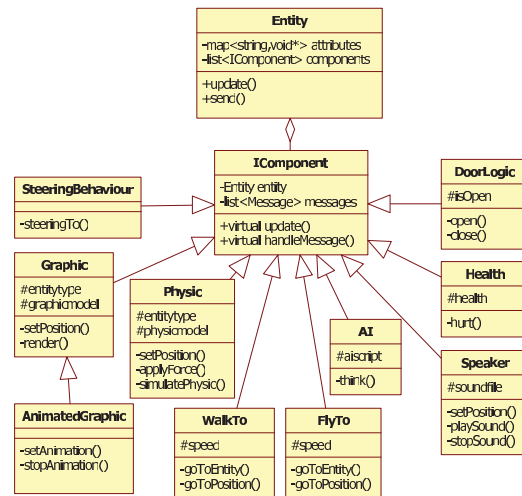 Entity
-map<string,void*> attributes
-list<IComponent> components
+update()
+send()
IComponent
-Entity entity
-list<Message> messages
+virtual update()
+virtual handleMessage()
SteeringBehaviour
-steeringTo()
DoorLogic
#isOpen
-open()
-close()
Graphic
#entitytype
#graphicmodel
-setPosition()
-render()
Physic
#entitytype
#physicmodel
-setPosition()
-applyForce()
-simulatePhysic()
Health
#health
-hurt()
AI
#aiscript
-think()
Speaker
#soundfile
-setPosition()
-playSound()
-stopSound()
AnimatedGraphic
-setAnimation()
-stopAnimation()
WalkTo
#speed
-goToEntity()
-goToPosition()
FlyTo
#speed
-goToEntity()
-goToPosition()